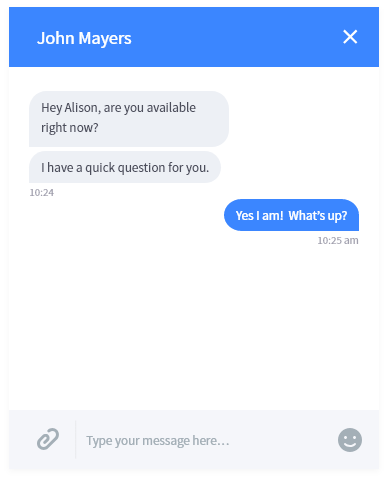 John Mayers
Hey Alison, are you available
right now?
I have a quick question for you.
10:24
Yes I am!  What's up?
10:25 am
Type your message here...